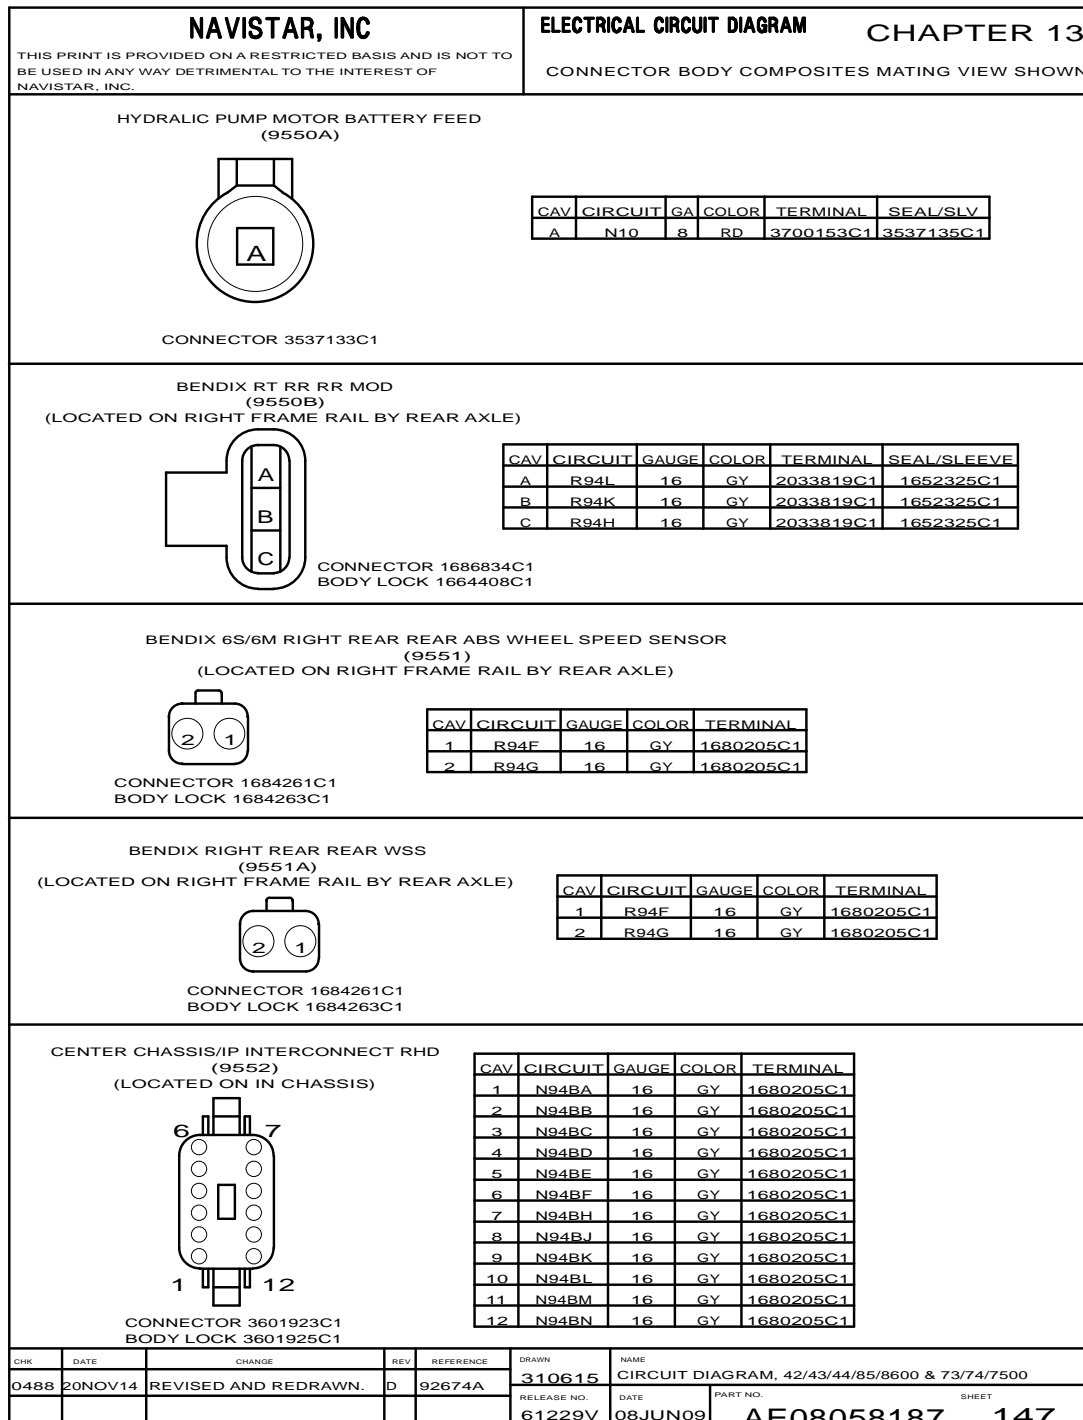 NAVISTAR, INC
THIS PRINT IS PROVIDED ON A RESTRICTED BASIS AND IS NOT TO
BE USED IN ANY WAY DETRIMENTAL TO THE INTEREST OF
NAVISTAR, INC.
ELECTRICAL CIRCUIT DIAGRAM
CHAPTER 13
CONNECTOR BODY COMPOSITES MATING VIEW SHOWN
HYDRALIC PUMP MOTOR BATTERY FEED
(9550A)
A
CONNECTOR 3537133C1
CAV CIRCUIT GA COLOR TERMINAL SEAL/SLV
A N10 8 RD 3700153C1 3537135C1
BENDIX RT RR RR MOD
(9550B)
(LOCATED ON RIGHT FRAME RAIL BY REAR AXLE)
A
B
C
CONNECTOR 1686834C1
BODY LOCK 1664408C1
CAV CIRCUIT GAUGE COLOR TERMINAL SEAL/SLEEVE
A R94L 16 GY 2033819C1 1652325C1
B R94K 16 GY 2033819C1 1652325C1
C R94H 16 GY 2033819C1 1652325C1
BENDIX 6S/6M RIGHT REAR REAR ABS WHEEL SPEED SENSOR
(9551)
(LOCATED ON RIGHT FRAME RAIL BY REAR AXLE)
2 1
CONNECTOR 1684261C1
BODY LOCK 1684263C1
CAV CIRCUIT GAUGE COLOR TERMINAL
1 R94F 16 GY 1680205C1
2 R94G 16 GY 1680205C1
BENDIX RIGHT REAR REAR WSS
(9551A)
(LOCATED ON RIGHT FRAME RAIL BY REAR AXLE)
2 1
CONNECTOR 1684261C1
BODY LOCK 1684263C1
CAV CIRCUIT GAUGE COLOR TERMINAL
1 R94F 16 GY 1680205C1
2 R94G 16 GY 1680205C1
CENTER CHASSIS/IP INTERCONNECT RHD
(9552)
(LOCATED ON IN CHASSIS)
6 7
1 12
CONNECTOR 3601923C1
BODY LOCK 3601925C1
CAV CIRCUIT GAUGE COLOR TERMINAL
1 N94BA 16 GY 1680205C1
2 N94BB 16 GY 1680205C1
3 N94BC 16 GY 1680205C1
4 N94BD 16 GY 1680205C1
5 N94BE 16 GY 1680205C1
6 N94BF 16 GY 1680205C1
7 N94BH 16 GY 1680205C1
8 N94BJ 16 GY 1680205C1
9 N94BK 16 GY 1680205C1
10 N94BL 16 GY 1680205C1
11 N94BM 16 GY 1680205C1
12 N94BN 16 GY 1680205C1
CHK DATE CHANGE REV REFERENCE
0488 20NOV14 REVISED AND REDRAWN. D 92674A
DRAWN
310615
NAME
CIRCUIT DIAGRAM, 42/43/44/85/8600 & 73/74/7500
RELEASE NO.
61229V
DATE
08JUN09
PART NO.
AE08058187
SHEET
147